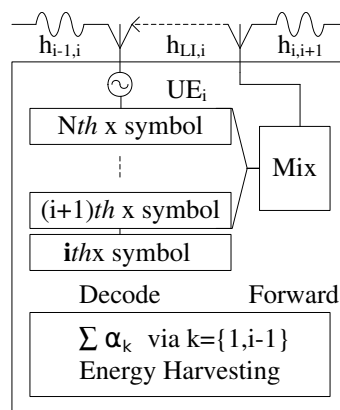 h_{i-1,i} h_{LI,i} h_{i,i+1}
UE_i
Nth x symbol
Mix
(i+1)th x symbol
ithx symbol
Decode Forward
∑ α_k via k={1,i-1}
Energy Harvesting